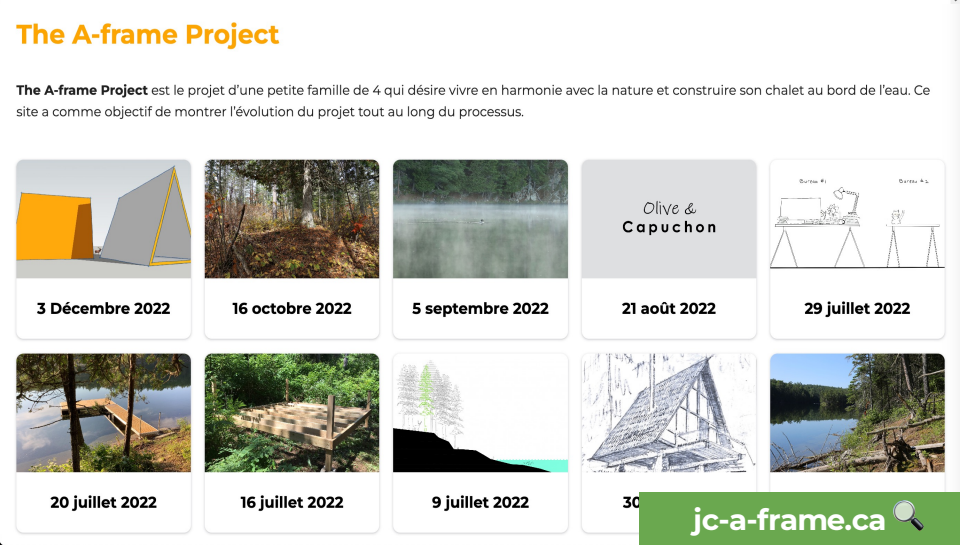 The A-frame Project
The A-frame Project est le projet d’une petite famille de 4 qui désire vivre en harmonie avec la nature et construire son chalet au bord de l’eau. Ce
site a comme objectif de montrer l’évolution du projet tout au long du processus.
Olive &
Capuchon
Bureau #1
Bureau #2
3 Décembre 2022
16 octobre 2022
5 septembre 2022
21 août 2022
29 juillet 2022
20 juillet 2022
16 juillet 2022
9 juillet 2022
30
jc-a-frame.ca